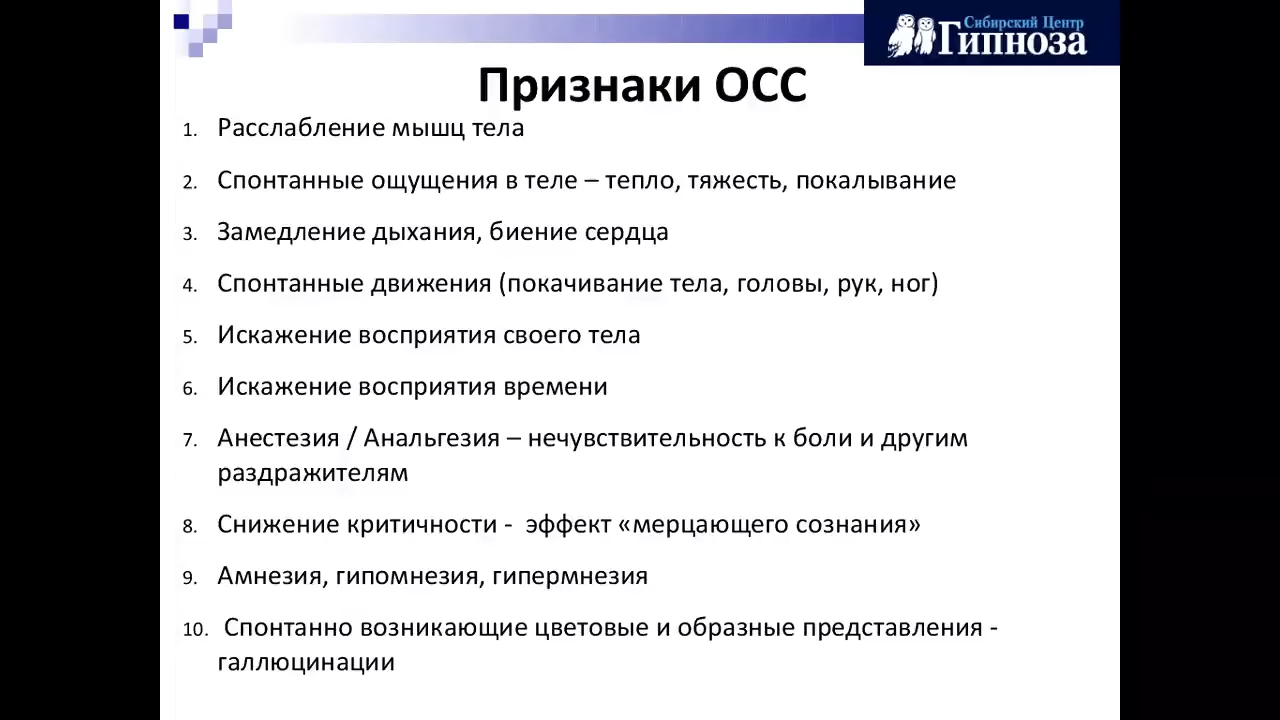 Сибирский Центр
Гипноза
Признаки ОСС
1. Расслабление мышц тела
2. Спонтанные ощущения в теле – тепло, тяжесть, покалывание
3. Замедление дыхания, биение сердца
4. Спонтанные движения (покачивание тела, головы, рук, ног)
5. Искажение восприятия своего тела
6. Искажение восприятия времени
7. Анестезия / Анальгезия – нечувствительность к боли и другим
раздражителям
8. Снижение критичности - эффект «мерцающего сознания»
9. Амнезия, гипомнезия, гипермнезия
10. Спонтанно возникающие цветовые и образные представления -
галлюцинации